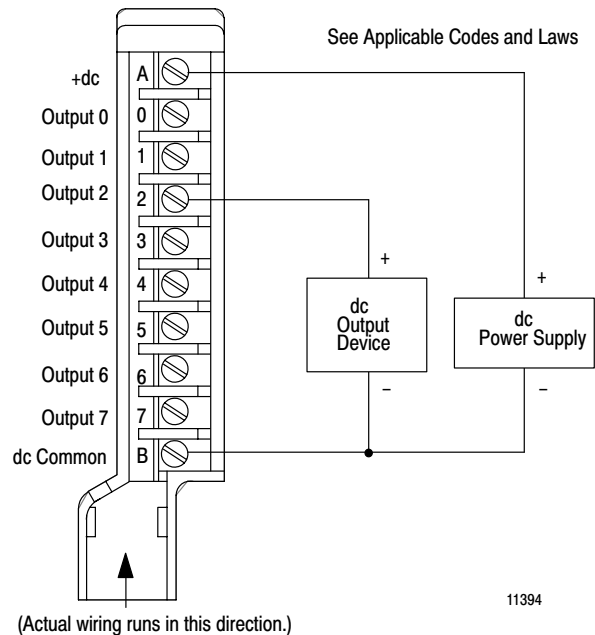 See Applicable Codes and Laws
+dc A
Output 0 0
Output 1 1
Output 2 2
Output 3 3
Output 4 4
Output 5 5
Output 6 6
Output 7 7
dc Common B
+
dc
Output
Device
–
+
dc
Power Supply
–
11394
(Actual wiring runs in this direction.)